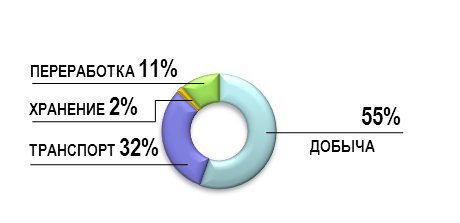 ПЕРЕРАБОТКА 11%
ХРАНЕНИЕ 2%
55%
ДОБЫЧА
ТРАНСПОРТ 32%